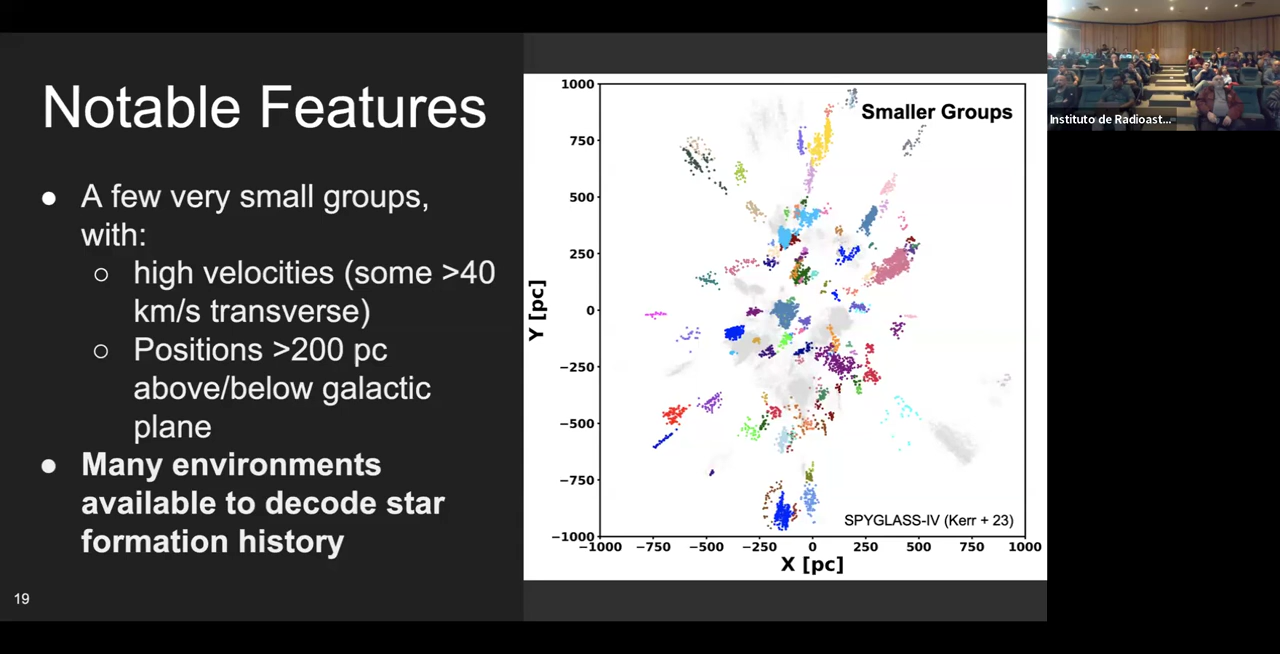 Notable Features
● A few very small groups,
with:
○ high velocities (some >40
km/s transverse)
○ Positions >200 pc
above/below galactic
plane
● Many environments
available to decode star
formation history
19
Smaller Groups
1000
750
500
250
0
−250
−500
−750
−1000
Y [pc]
SPYGLASS-IV (Kerr + 23)
−1000 −750 −500 −250 0 250 500 750 1000
X [pc]
Instituto de Radioast...